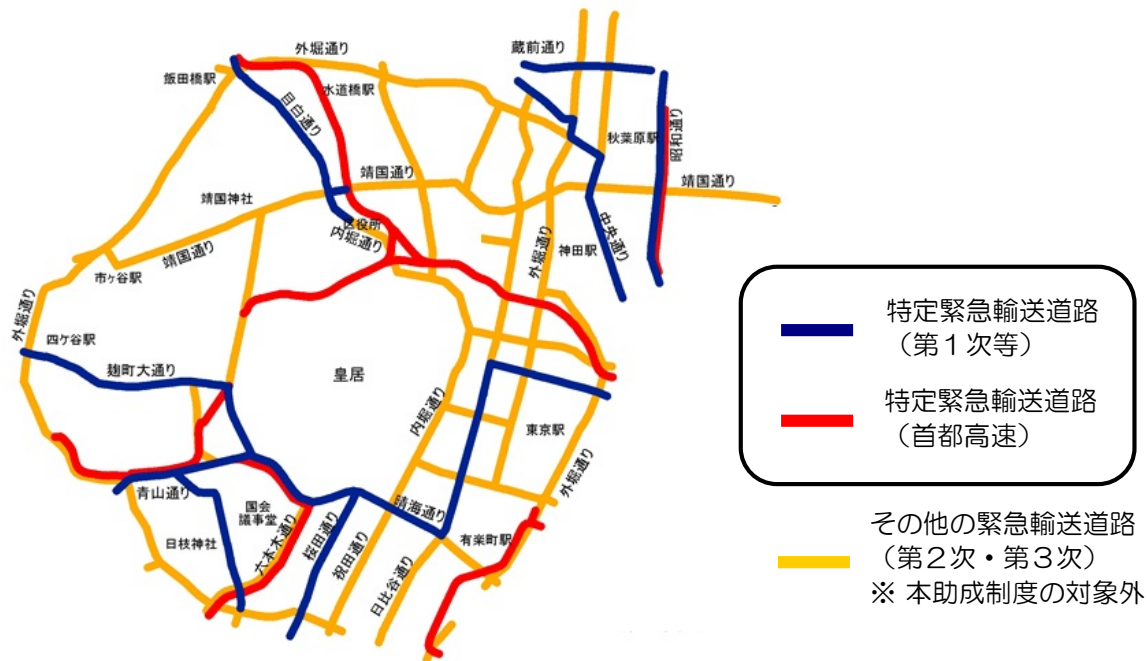 外堀通り
蔵前通り
飯田橋駅
水道橋駅
目白通り
秋葉原駅
昭和通り
靖国通り
靖国通り
靖国神社
区役所
内堀通り
靖国通り
外堀通り
神田駅
中央通り
市ヶ谷駅
外堀通り
四ケ谷駅
麹町大通り
皇居
内堀通り
東京駅
外堀通り
青山通り
国会
議事堂
晴海通り
有楽町駅
日枝神社
六本木通り
桜田通り
祝田通り
日比谷通り
特定緊急輸送道路
(第1次等)
特定緊急輸送道路
(首都高速)
その他の緊急輸送道路
(第2次・第3次)
※ 本助成制度の対象外